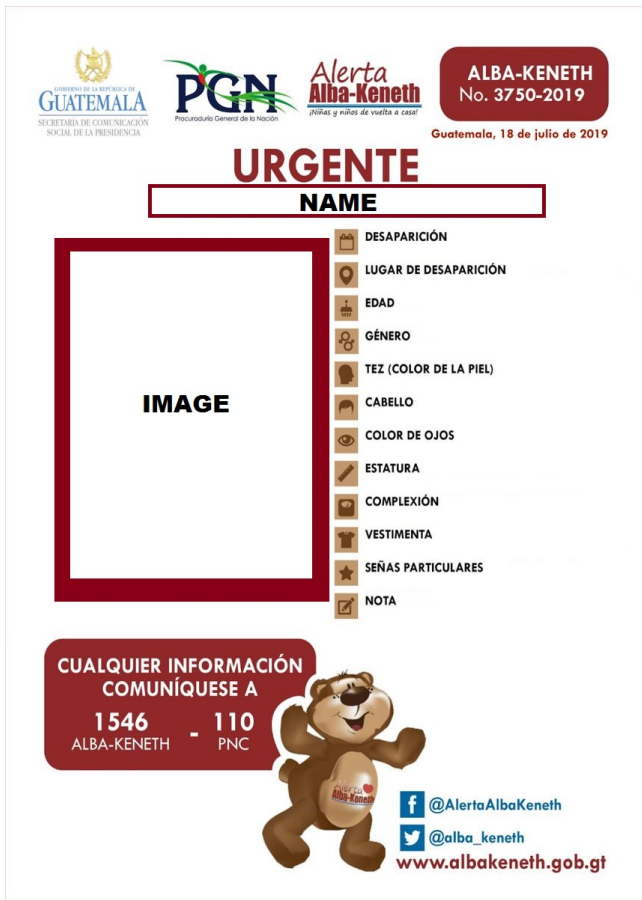 GOBIERNO DE LA REPÚBLICA DE
GUATEMALA
SECRETARÍA DE COMUNICACIÓN
SOCIAL DE LA PRESIDENCIA
PGN
Procuraduría General de la Nación
Alerta
Alba-Keneth
¡Niñas y niños de vuelta a casa!
ALBA-KENETH
No. 3750-2019
Guatemala, 18 de julio de 2019
URGENTE
NAME
IMAGE
DESAPARICIÓN
LUGAR DE DESAPARICIÓN
EDAD
GÉNERO
TEZ (COLOR DE LA PIEL)
CABELLO
COLOR DE OJOS
ESTATURA
COMPLEXIÓN
VESTIMENTA
SEÑAS PARTICULARES
NOTA
CUALQUIER INFORMACIÓN
COMUNÍQUESE A
1546 - 110
ALBA-KENETH PNC
Alerta
Alba-Keneth
@AlertaAlbaKeneth
@alba_keneth
www.albakeneth.gob.gt